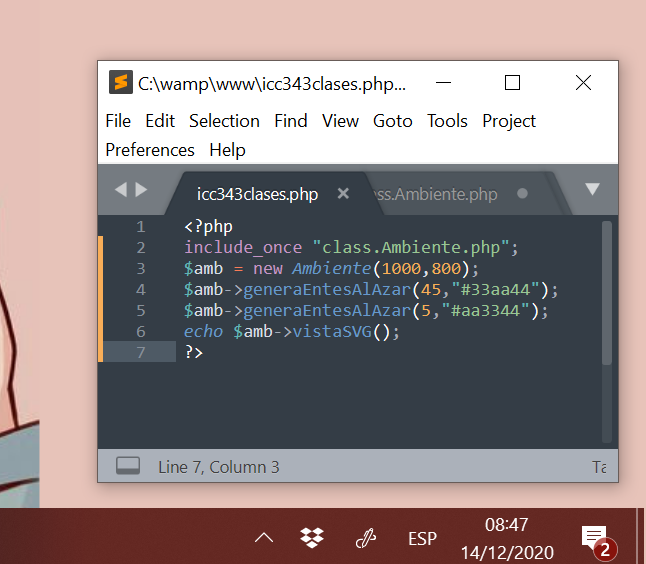 C:\wamp\www\icc343clases.php...
File Edit Selection Find View Goto Tools Project
Preferences Help
icc343clases.php × ss.Ambiente.php
1 <?php
2 include_once "class.Ambiente.php";
3 $amb = new Ambiente(1000,800);
4 $amb->generaEntesAlAzar(45,"#33aa44");
5 $amb->generaEntesAlAzar(5,"#aa3344");
6 echo $amb->vistaSVG();
7 ?>
Line 7, Column 3 Ta
ESP 08:47
14/12/2020 2